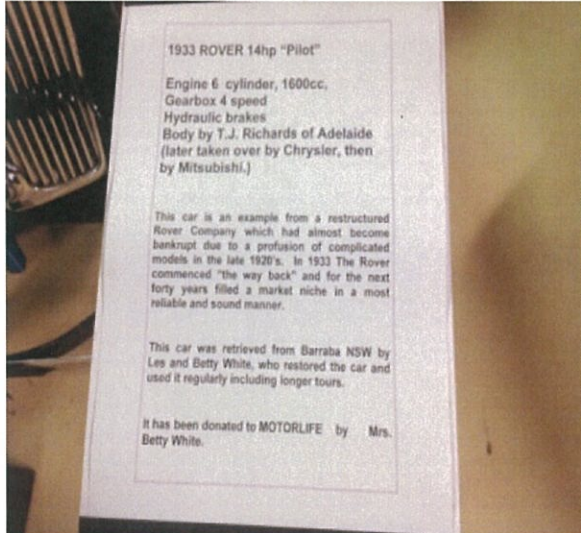 1933 ROVER 14hp “Pilot”
Engine 6 cylinder, 1600cc,
Gearbox 4 speed
Hydraulic brakes
Body by T.J. Richards of Adelaide
(later taken over by Chrysler, then
by Mitsubishi.)
This car is an example from a restructured
Rover Company which had almost become
bankrupt due to a profusion of complicated
models in the late 1920's. In 1933 The Rover
commenced "the way back" and for the next
forty years filled a market niche in a most
reliable and sound manner.
This car was retrieved from Barraba NSW by
Les and Betty White, who restored the car and
used it regularly including longer tours.
It has been donated to MOTORLIFE by Mrs.
Betty White.